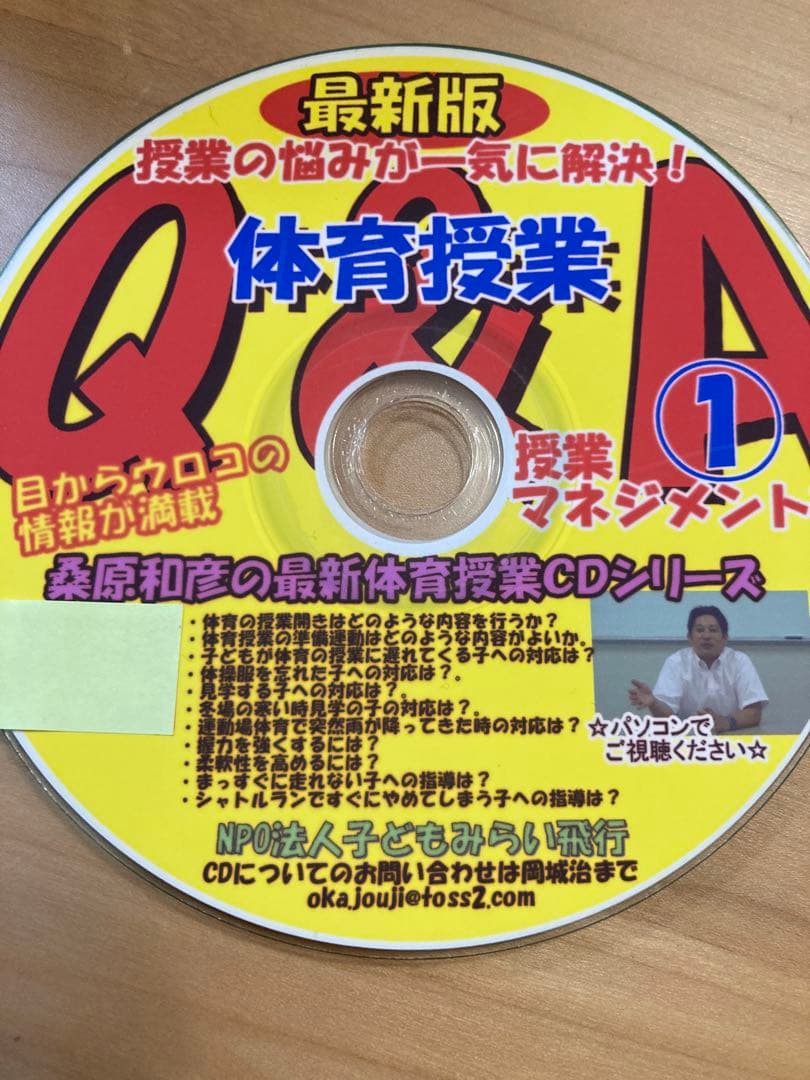 最新版
授業の悩みが一気に解決！
Q&A
体育授業
①
目からウロコの
情報が満載
授業
マネジメント
桑原和彦の最新体育授業CDシリーズ
・体育の授業開きはどのような内容を行うか？
・体育授業の準備運動はどのような内容がよいか。
・子どもが体育の授業に遅れてくる子への対応は？
・体操服を忘れた子への対応は？。
・見学する子への対応は？。
・冬場の寒い時見学の子の対応は？。
・運動場体育で突然雨が降ってきた時の対応は？
・握力を強くするには？
・柔軟性を高めるには？
・まっすぐに走れない子への指導は？
・シャトルランですぐにやめてしまう子への指導は？
☆パソコンで
ご視聴ください☆
NPO法人子どもみらい飛行
CDについてのお問い合わせは岡城治まで
oka.jouji@toss2.com